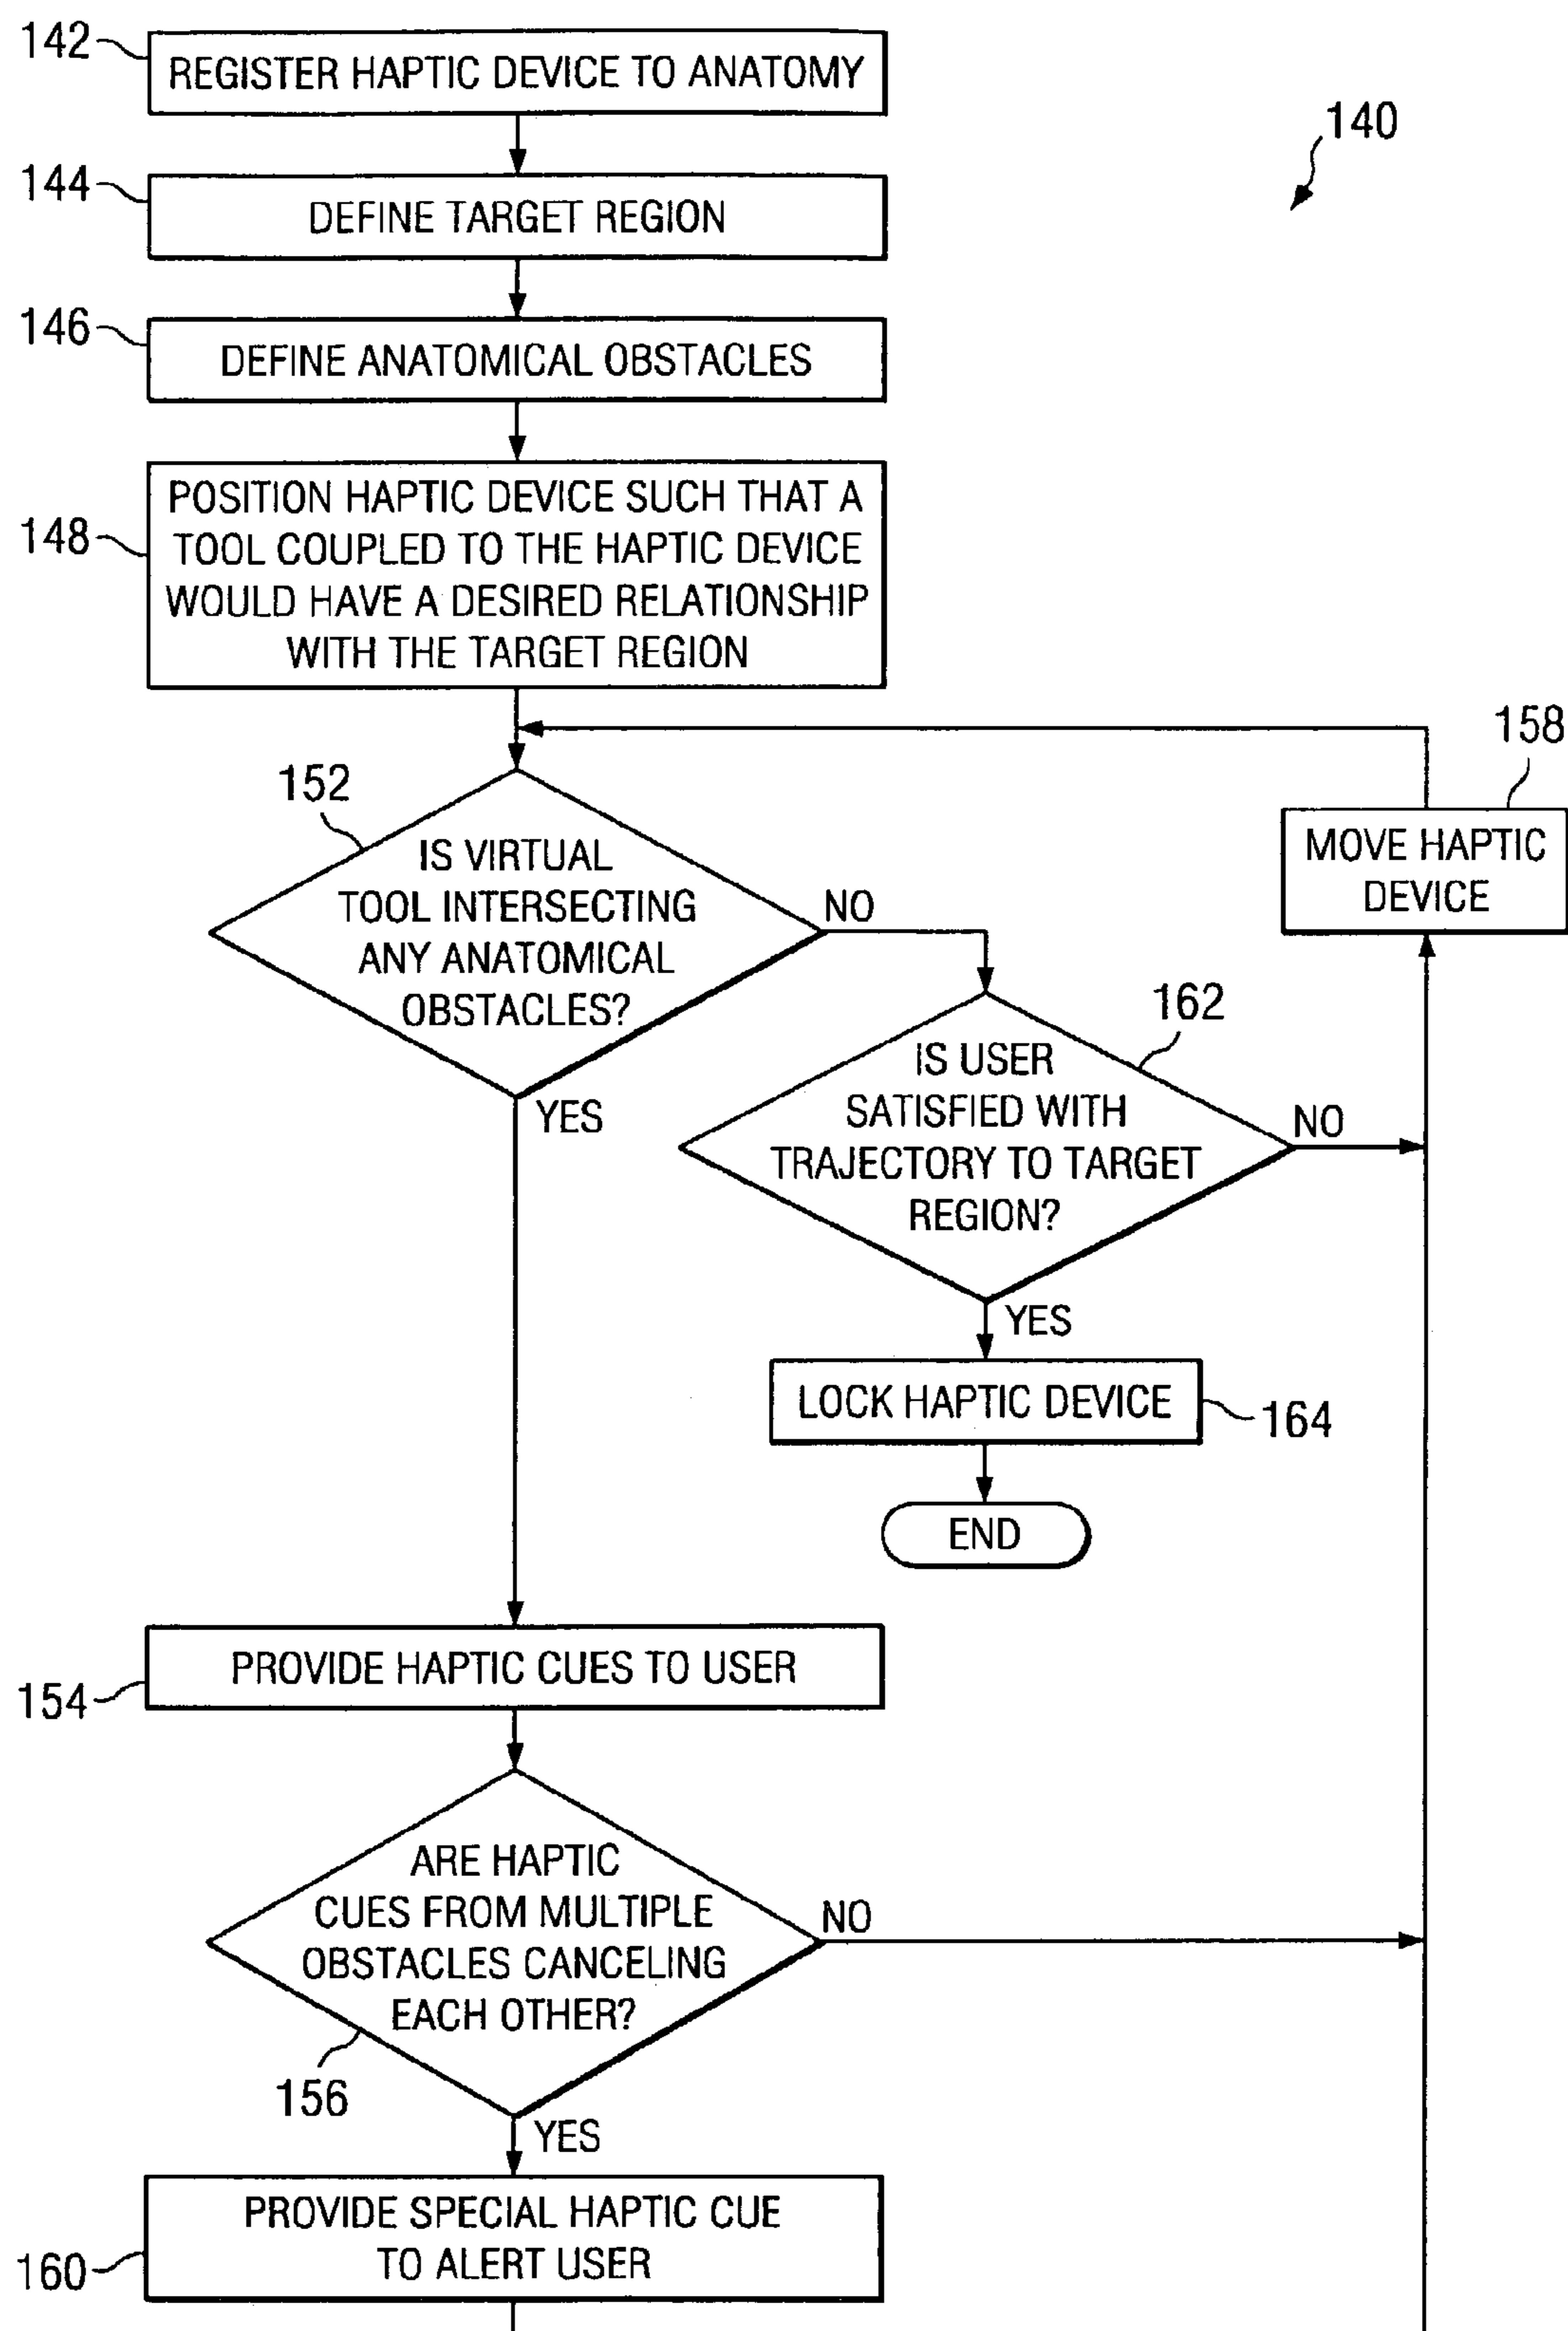 142
REGISTER HAPTIC DEVICE TO ANATOMY
140
144
DEFINE TARGET REGION
146
DEFINE ANATOMICAL OBSTACLES
148
POSITION HAPTIC DEVICE SUCH THAT A
TOOL COUPLED TO THE HAPTIC DEVICE
WOULD HAVE A DESIRED RELATIONSHIP
WITH THE TARGET REGION
158
MOVE HAPTIC
DEVICE
152
IS VIRTUAL
TOOL INTERSECTING
ANY ANATOMICAL
OBSTACLES?
NO
YES
162
IS USER
SATISFIED WITH
TRAJECTORY TO TARGET
REGION?
NO
YES
LOCK HAPTIC DEVICE
164
END
PROVIDE HAPTIC CUES TO USER
154
ARE HAPTIC
CUES FROM MULTIPLE
OBSTACLES CANCELING
EACH OTHER?
NO
156
YES
PROVIDE SPECIAL HAPTIC CUE
TO ALERT USER
160